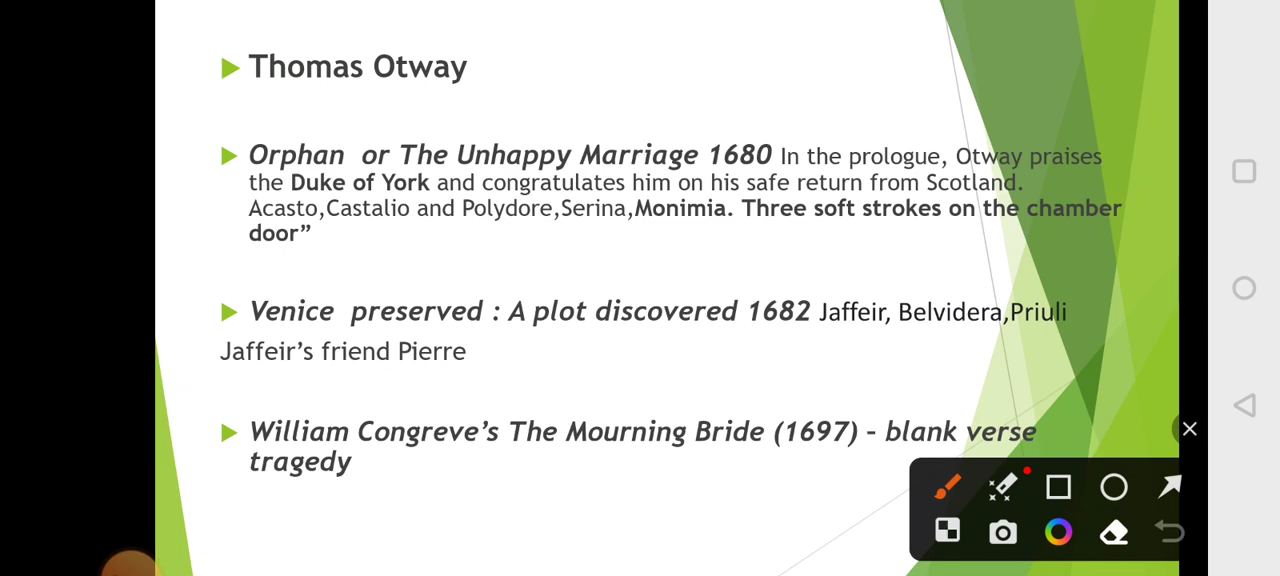 Thomas Otway
Orphan or The Unhappy Marriage 1680 In the prologue, Otway praises
the Duke of York and congratulates him on his safe return from Scotland.
Acasto,Castalio and Polydore,Serina,Monimia. Three soft strokes on the chamber
door”
Venice preserved : A plot discovered 1682 Jaffeir, Belvidera,Priuli
Jaffeir’s friend Pierre
William Congreve’s The Mourning Bride (1697) – blank verse
tragedy